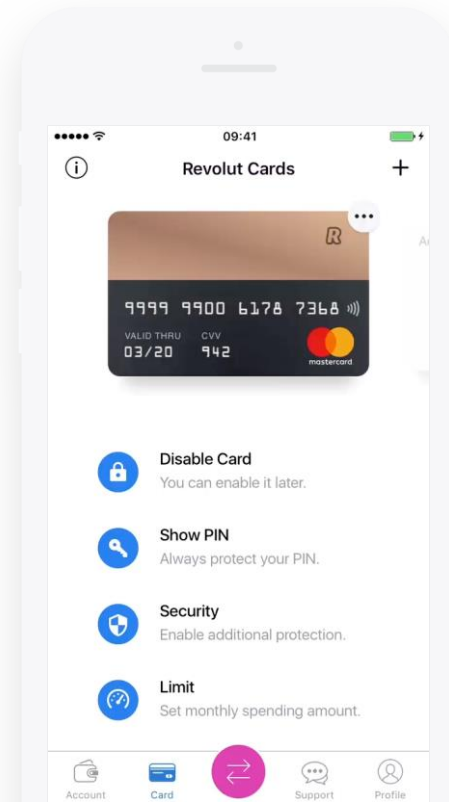 09:41
Revolut Cards
R
9999 9900 6178 7368
VALID THRU CVV
03/20 942
mastercard
Disable Card
You can enable it later.
Show PIN
Always protect your PIN.
Security
Enable additional protection.
Limit
Set monthly spending amount.
Account Card Support Profile